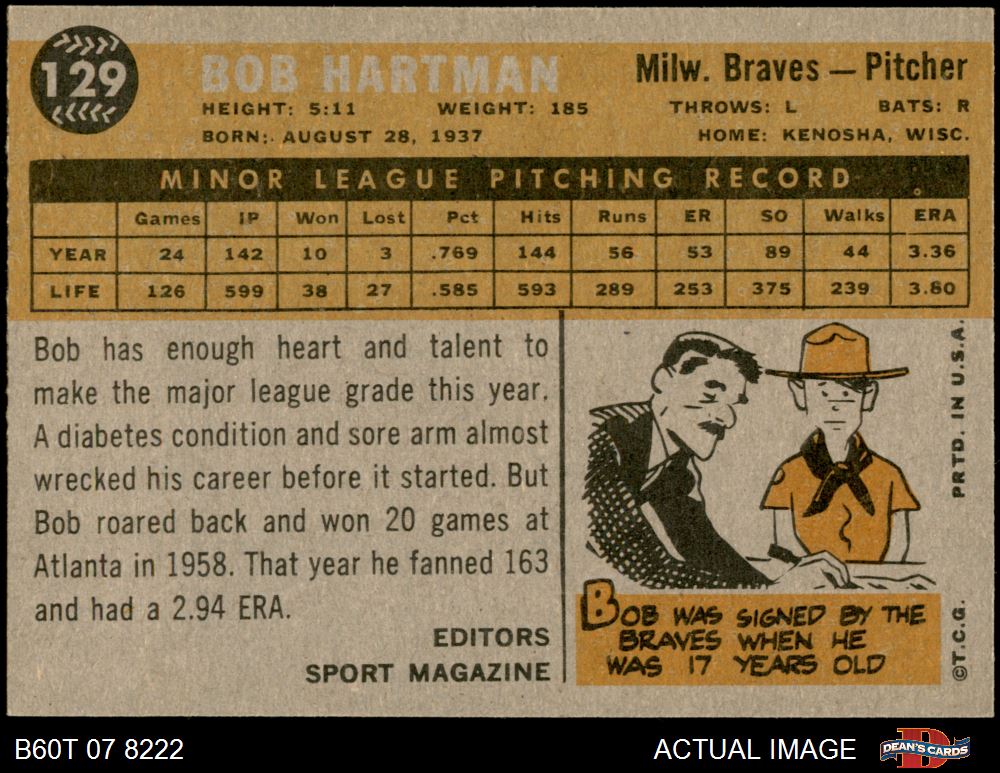 129
BOB HARTMAN
Milw. Braves — Pitcher
HEIGHT: 5:11 WEIGHT: 185 THROWS: L BATS: R
BORN: AUGUST 28, 1937 HOME: KENOSHA, WISC.
MINOR LEAGUE PITCHING RECORD
Games IP Won Lost Pct Hits Runs ER SO Walks ERA
YEAR 24 142 10 3 .769 144 56 53 89 44 3.36
LIFE 126 599 38 27 .585 593 289 253 375 239 3.80
Bob has enough heart and talent to
make the major league grade this year.
A diabetes condition and sore arm almost
wrecked his career before it started. But
Bob roared back and won 20 games at
Atlanta in 1958. That year he fanned 163
and had a 2.94 ERA.
EDITORS
SPORT MAGAZINE
BOB WAS SIGNED BY THE
BRAVES WHEN HE
WAS 17 YEARS OLD
PRTD. IN U.S.A.
©T.C.G.
B60T 07 8222
ACTUAL IMAGE
DEAN'S CARDS